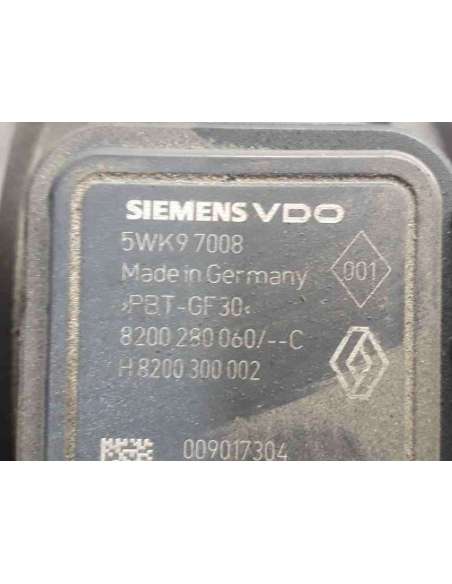 SIEMENS VDO
5WK9 7008
Made in Germany
001
›PBT-GF30‹
8200 280 060/--C
H 8200 300 002
009017304